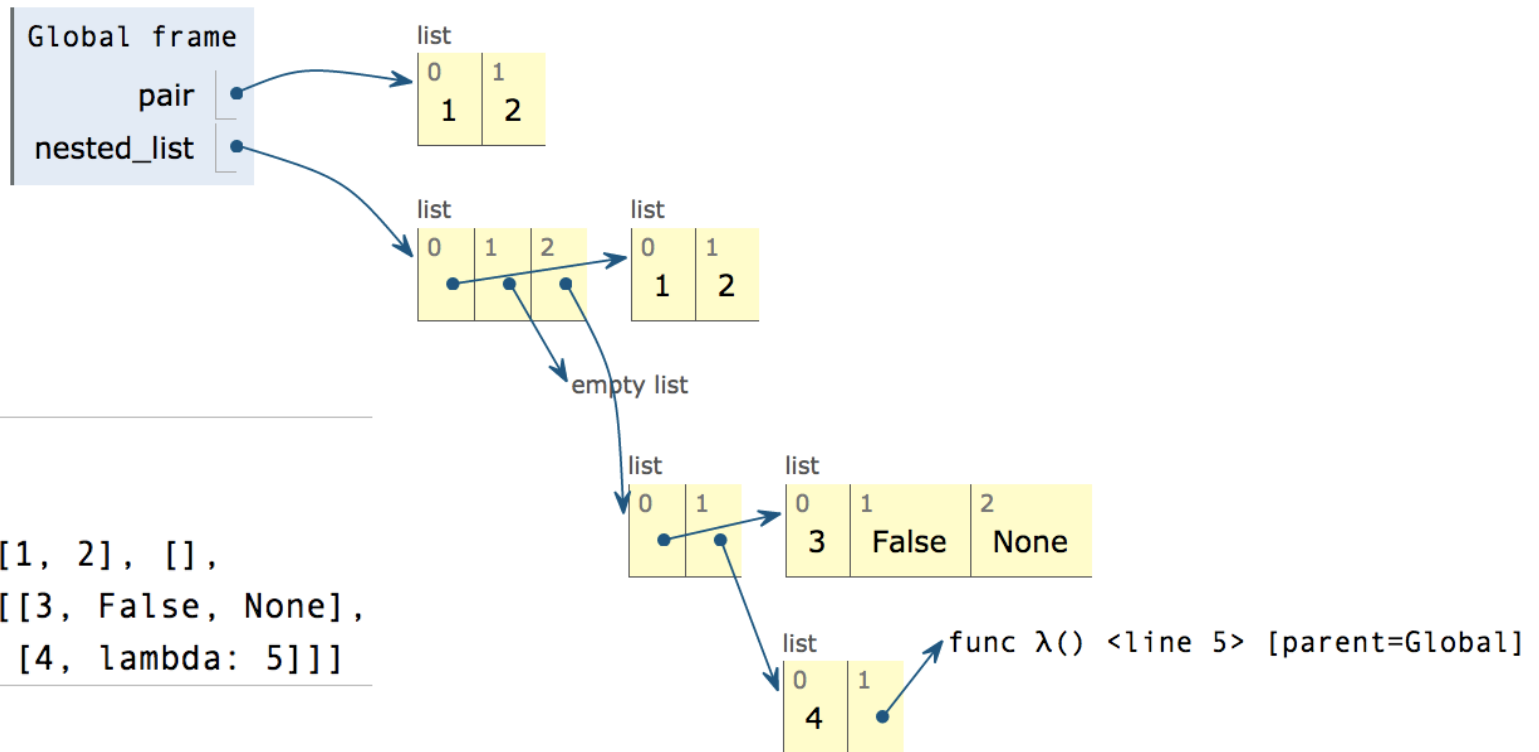 Global frame
pair
nested_list
list
0 1
1 2
list
0 1 2
list
0 1
1 2
empty list
list
0 1
list
0 1 2
3 False None
list
0 1
4
func λ() <line 5> [parent=Global]
[1, 2], [],
[[3, False, None],
[4, lambda: 5]]]